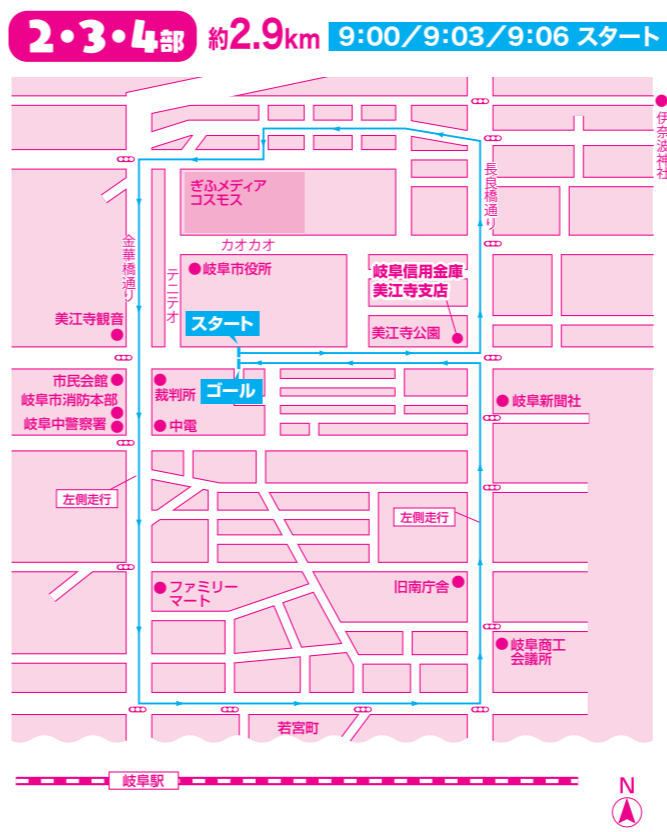 2・3・4部 約2.9km 9:00／9:03／9:06 スタート
伊奈波神社
長良橋通り
ぎふメディア
コスモス
カオカオ
金華橋通り
テニテオ
岐阜市役所
岐阜信用金庫
美江寺支店
美江寺観音
スタート
美江寺公園
市民会館
岐阜市消防本部
岐阜中警察署
裁判所
ゴール
中電
岐阜新聞社
左側走行
左側走行
ファミリー
マート
旧南庁舎
岐阜商工
会議所
若宮町
岐阜駅
N